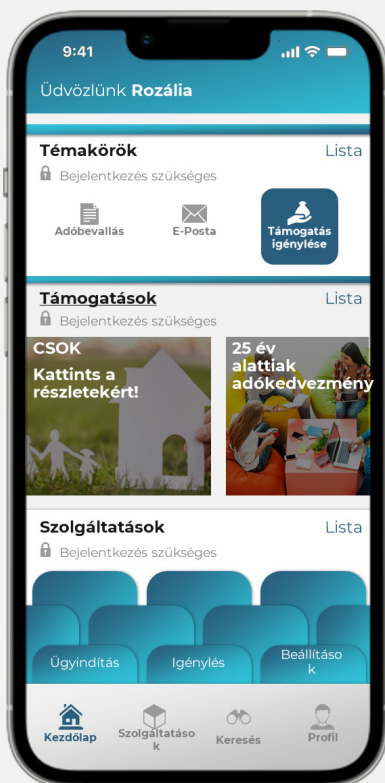 9:41
Üdvözlünk Rozália
Témakörök
Lista
Bejelentkezés szükséges
Adóbevallás
E-Posta
Támogatás
igénylése
Támogatások
Lista
Bejelentkezés szükséges
CSOK
Kattints a
részletekért!
25 év
alattiak
adókedvezmény
Szolgáltatások
Lista
Bejelentkezés szükséges
Ügyindítás
Igénylés
Beállításo
k
Kezdőlap
Szolgáltatáso
k
Keresés
Profil